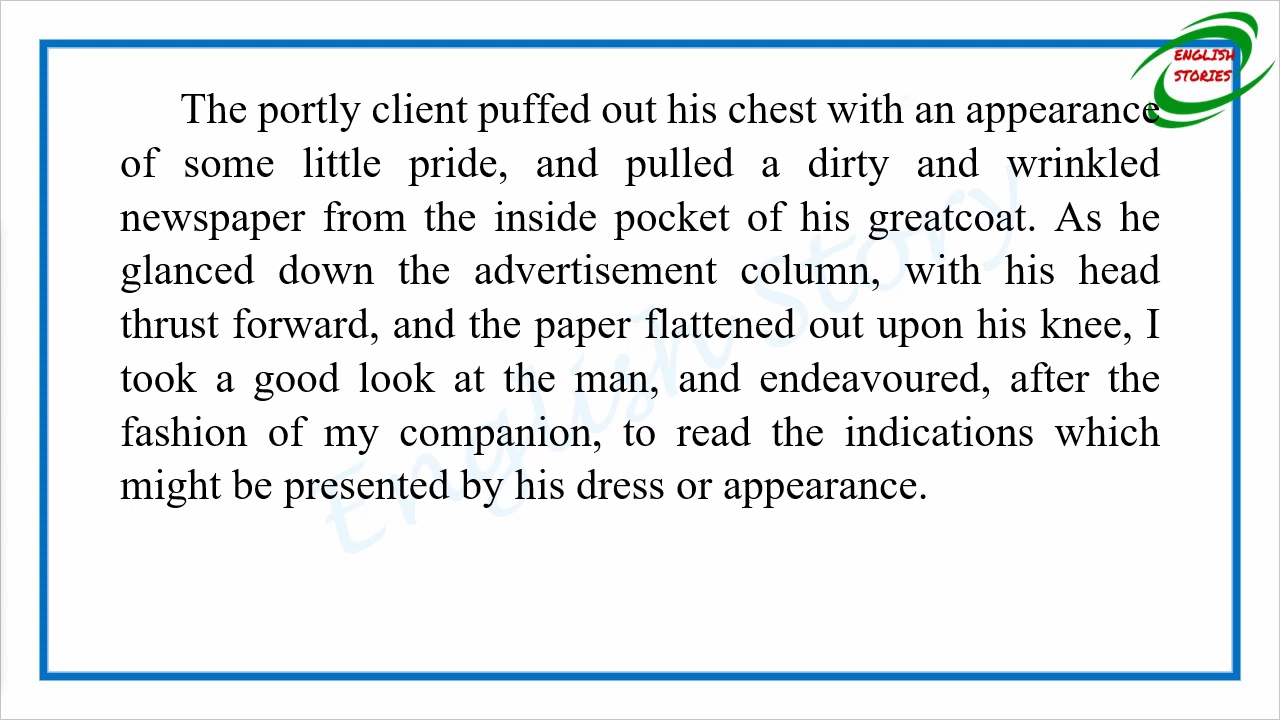 ENGLISH
STORIES
The portly client puffed out his chest with an appearance
of some little pride, and pulled a dirty and wrinkled
newspaper from the inside pocket of his greatcoat. As he
glanced down the advertisement column, with his head
thrust forward, and the paper flattened out upon his knee, I
took a good look at the man, and endeavoured, after the
fashion of my companion, to read the indications which
might be presented by his dress or appearance.
English Story